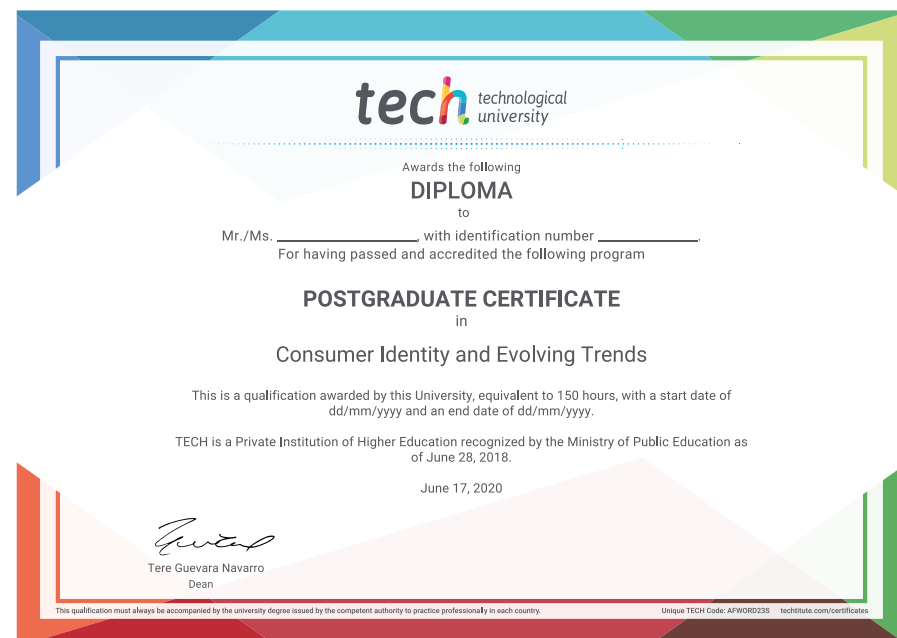 tech technological
university
Awards the following
DIPLOMA
to
Mr./Ms. ____________, with identification number ____________.
For having passed and accredited the following program
POSTGRADUATE CERTIFICATE
in
Consumer Identity and Evolving Trends
This is a qualification awarded by this University, equivalent to 150 hours, with a start date of
dd/mm/yyyy and an end date of dd/mm/yyyy.
TECH is a Private Institution of Higher Education recognized by the Ministry of Public Education as
of June 28, 2018.
June 17, 2020
Tere Guevara Navarro
Dean
This qualification must always be accompanied by the university degree issued by the competent authority to practice professionally in each country.
Unique TECH Code: AFWORD23S techtitute.com/certificates